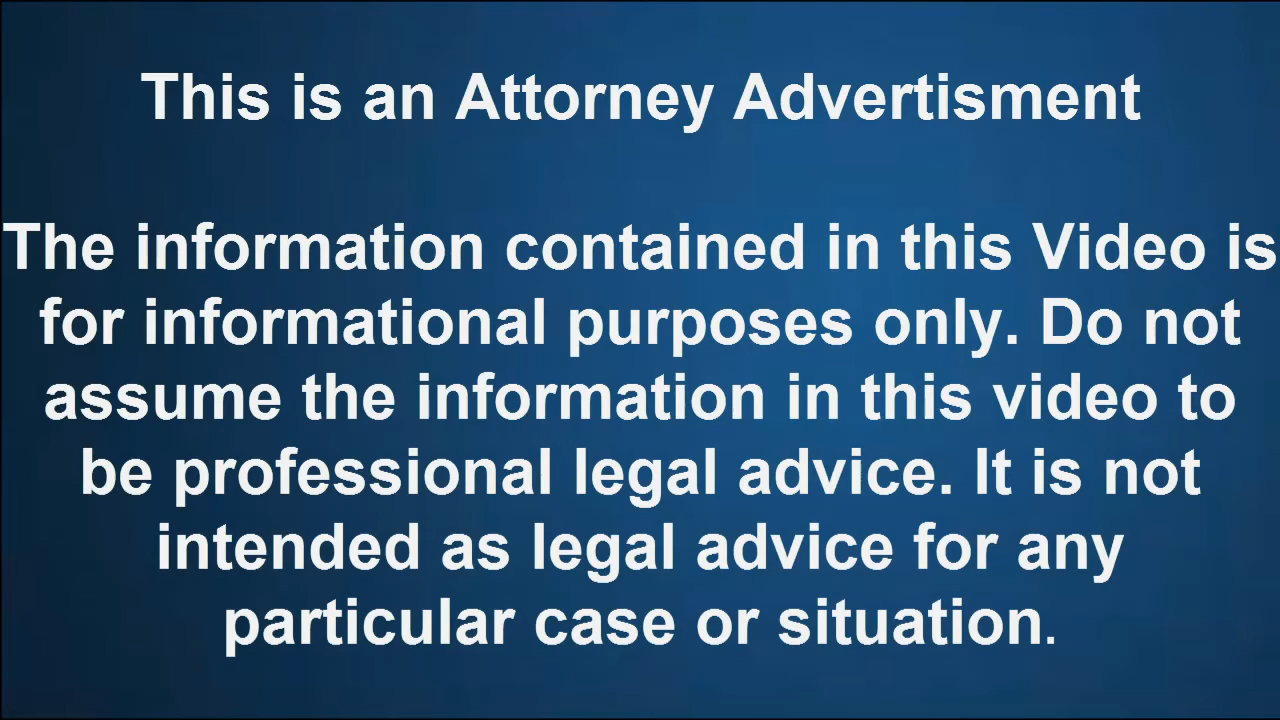 This is an Attorney Advertisment
The information contained in this Video is
for informational purposes only. Do not
assume the information in this video to
be professional legal advice. It is not
intended as legal advice for any
particular case or situation.